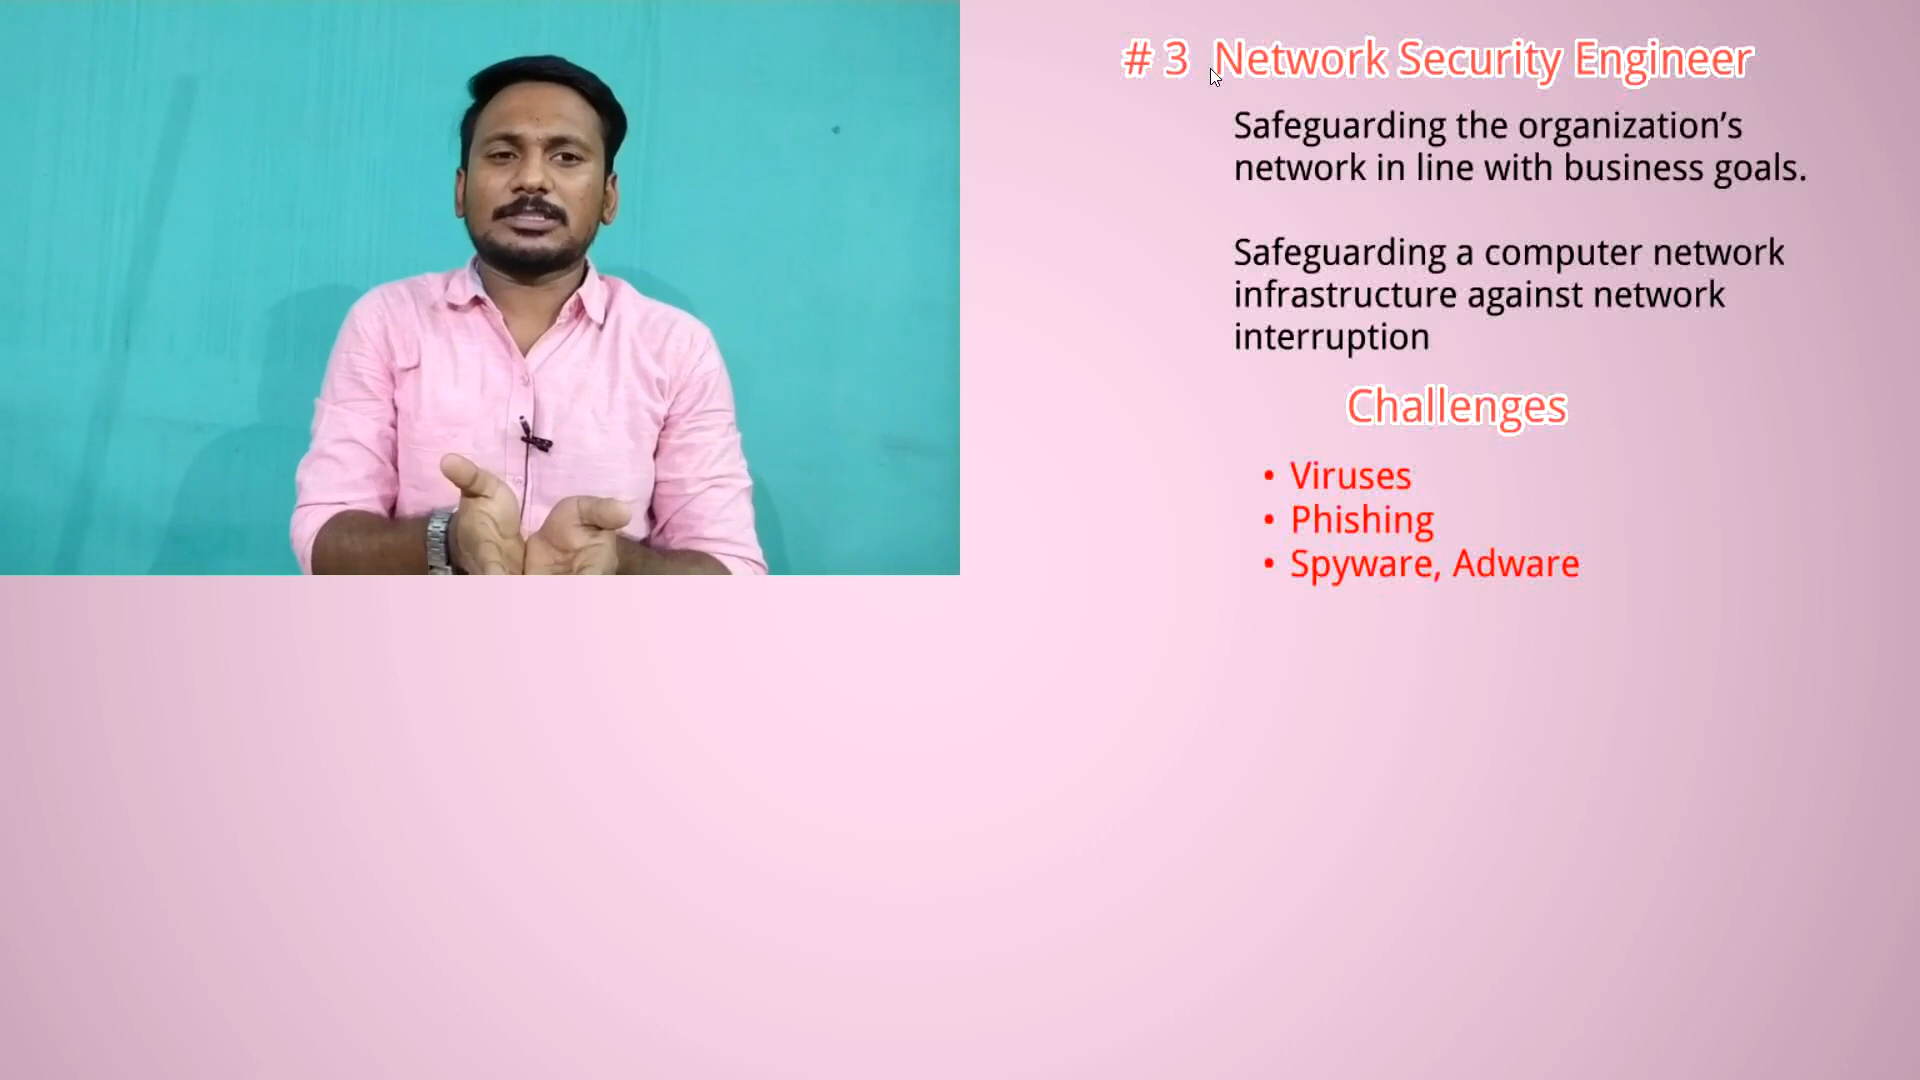 # 3 Network Security Engineer
Safeguarding the organization’s
network in line with business goals.
Safeguarding a computer network
infrastructure against network
interruption
Challenges
• Viruses
• Phishing
• Spyware, Adware